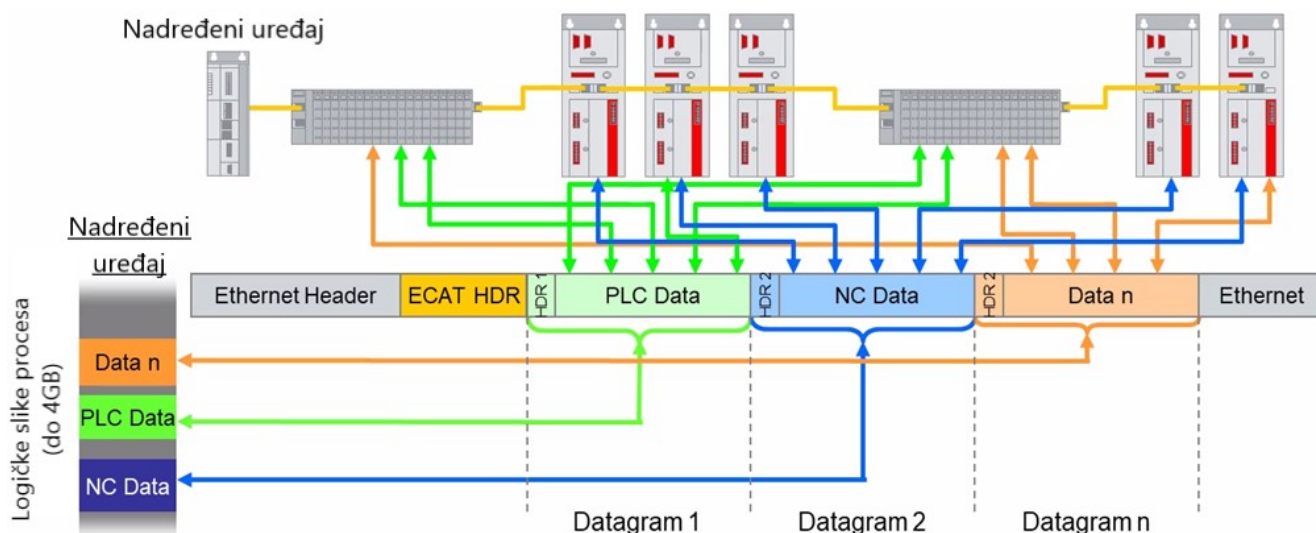 Nadređeni uređaj
Nadređeni
uređaj
Logičke slike procesa
(do 4GB)
Ethernet Header
ECAT HDR
HDR 1
PLC Data
HDR 2
NC Data
HDR 2
Data n
Ethernet
Data n
PLC Data
NC Data
Datagram 1
Datagram 2
Datagram n